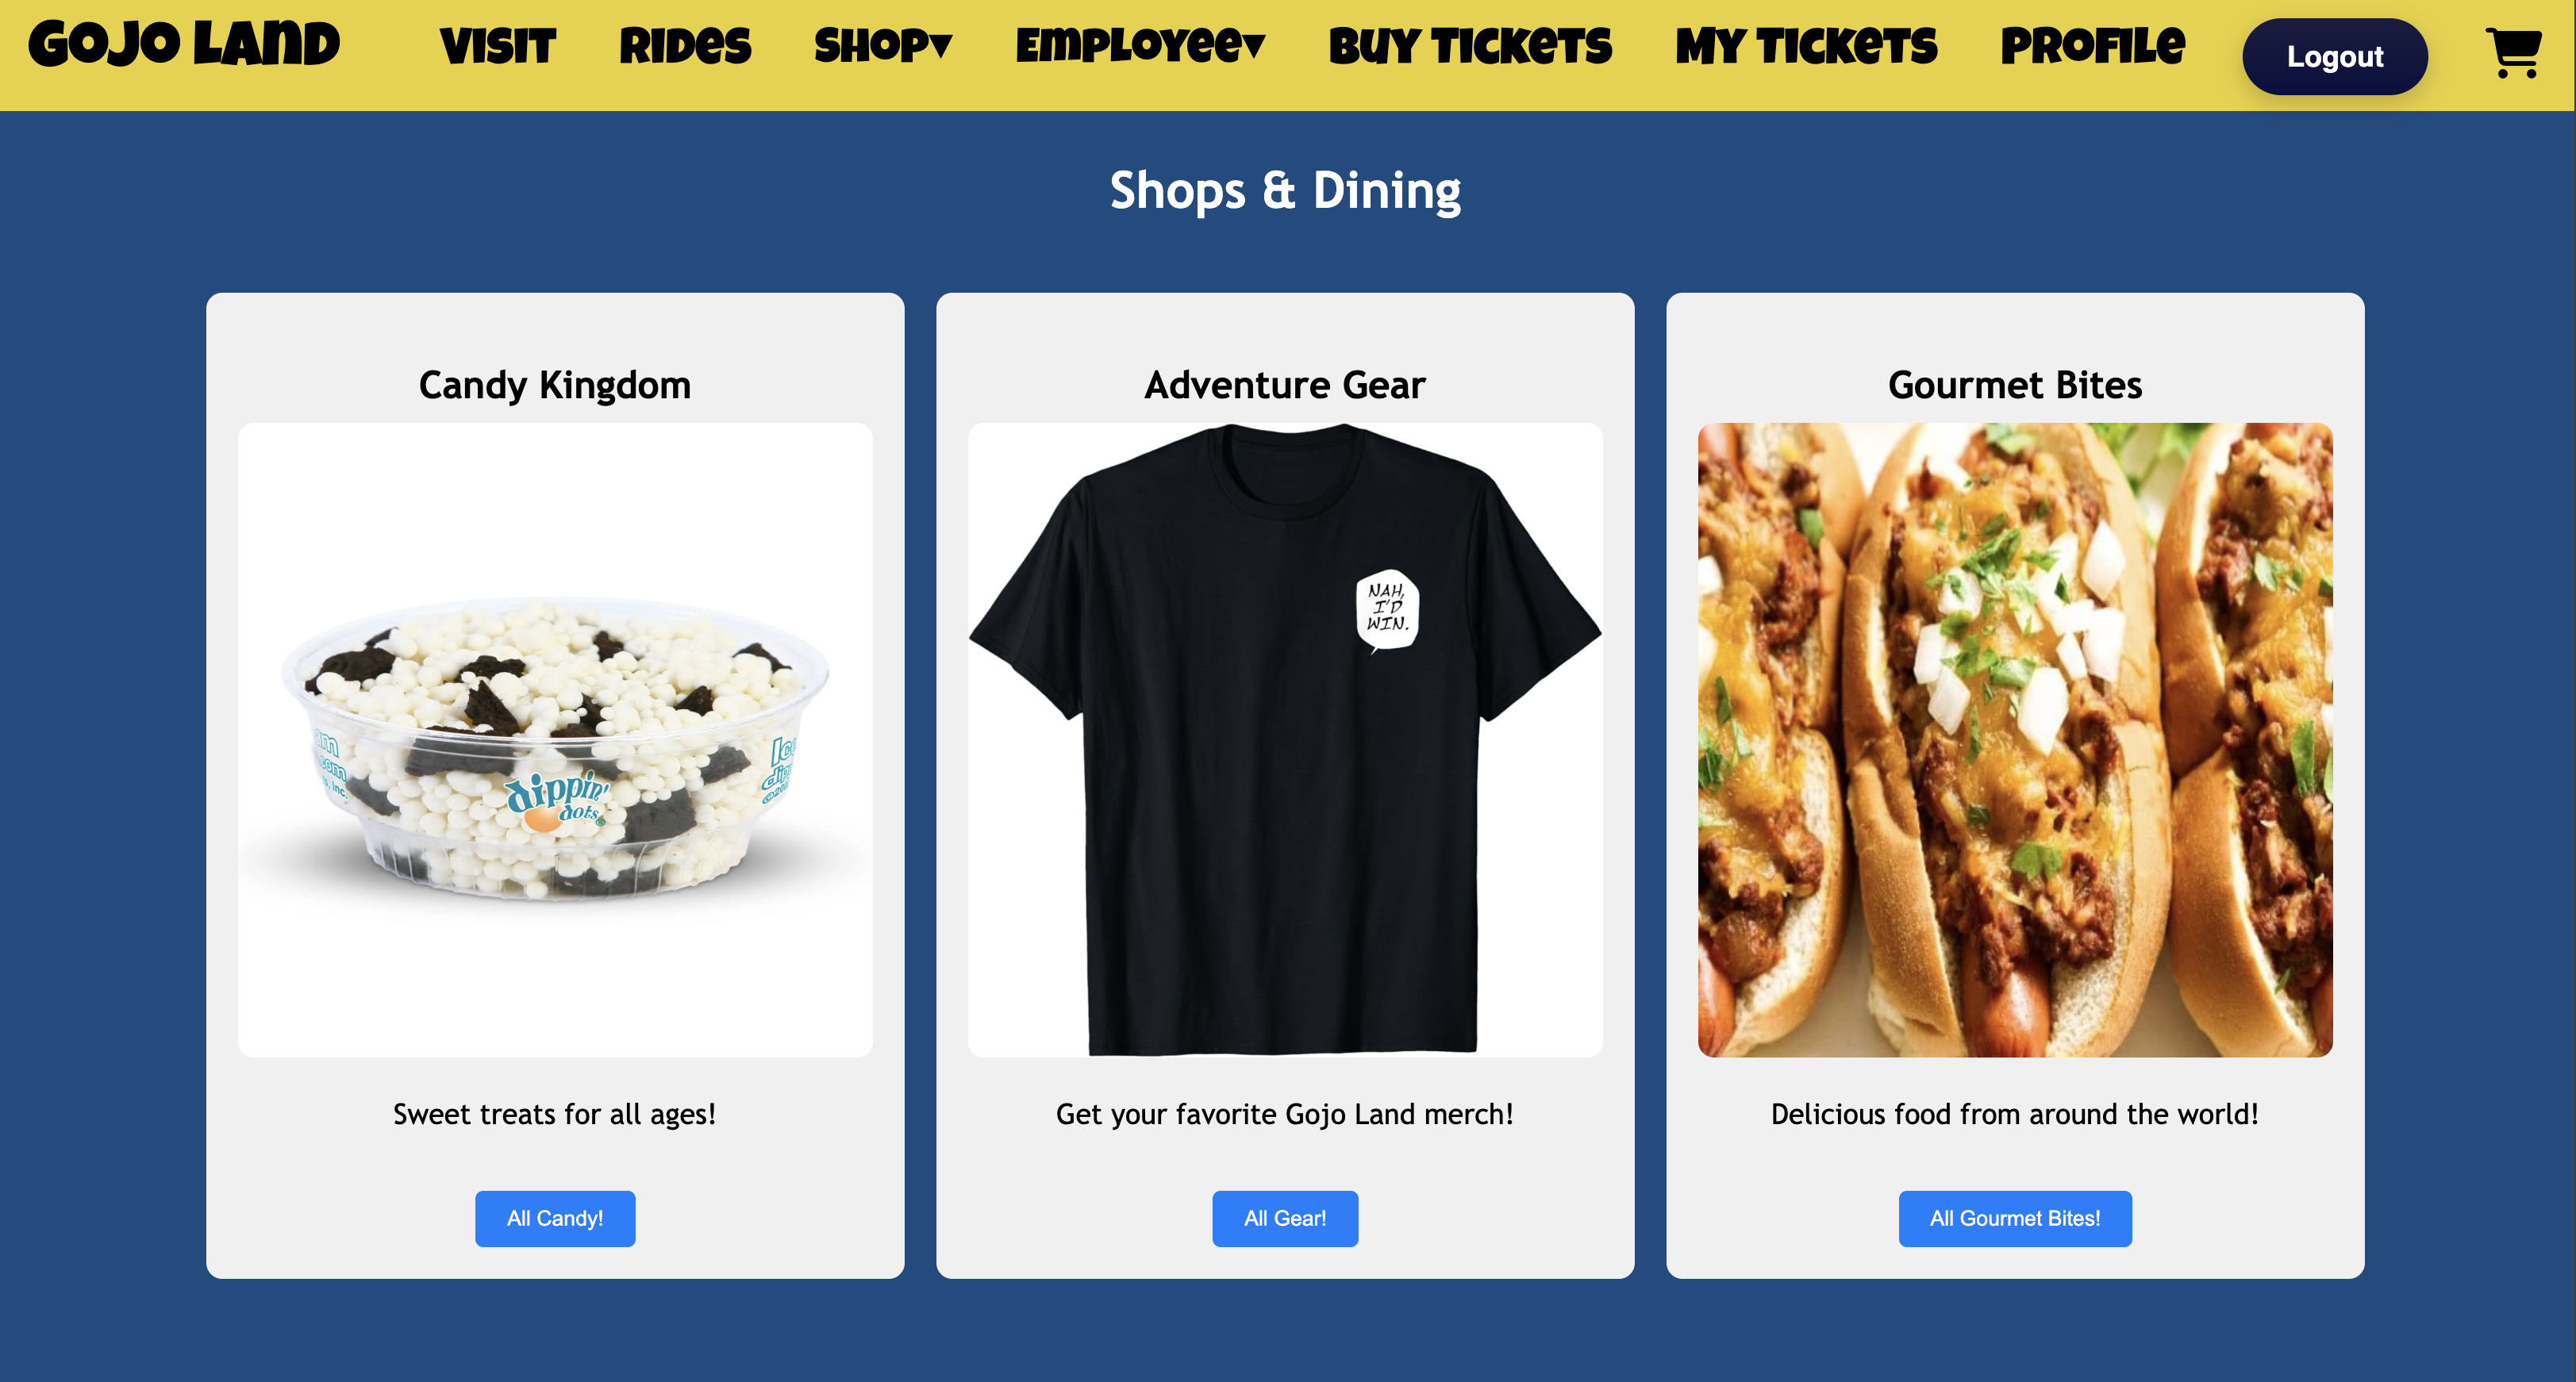 GOJO LAND
VISIT
RIDES
SHOP▾
EMPLOYEE▾
BUY TICKETS
MY TICKETS
PROFILE
Logout
Shops & Dining
Candy Kingdom
dippin'
dots
Sweet treats for all ages!
All Candy!
Adventure Gear
NAH,
I'D
WIN.
Get your favorite Gojo Land merch!
All Gear!
Gourmet Bites
Delicious food from around the world!
All Gourmet Bites!